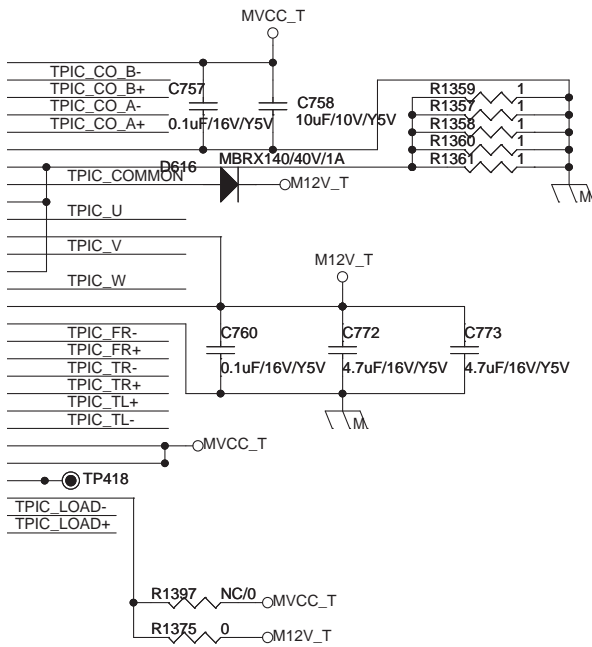 MVCC_T
TPIC_CO_B-
TPIC_CO_B+
TPIC_CO_A-
TPIC_CO_A+
C757
0.1uF/16V/Y5V
C758
10uF/10V/Y5V
R1359 1
R1357 1
R1358 1
R1360 1
R1361 1
M
D616
MBRX140/40V/1A
TPIC_COMMON
M12V_T
TPIC_U
TPIC_V
TPIC_W
M12V_T
C760
0.1uF/16V/Y5V
C772
4.7uF/16V/Y5V
C773
4.7uF/16V/Y5V
M
TPIC_FR-
TPIC_FR+
TPIC_TR-
TPIC_TR+
TPIC_TL+
TPIC_TL-
MVCC_T
TP418
TPIC_LOAD-
TPIC_LOAD+
R1397 NC/0 MVCC_T
R1375 0 M12V_T